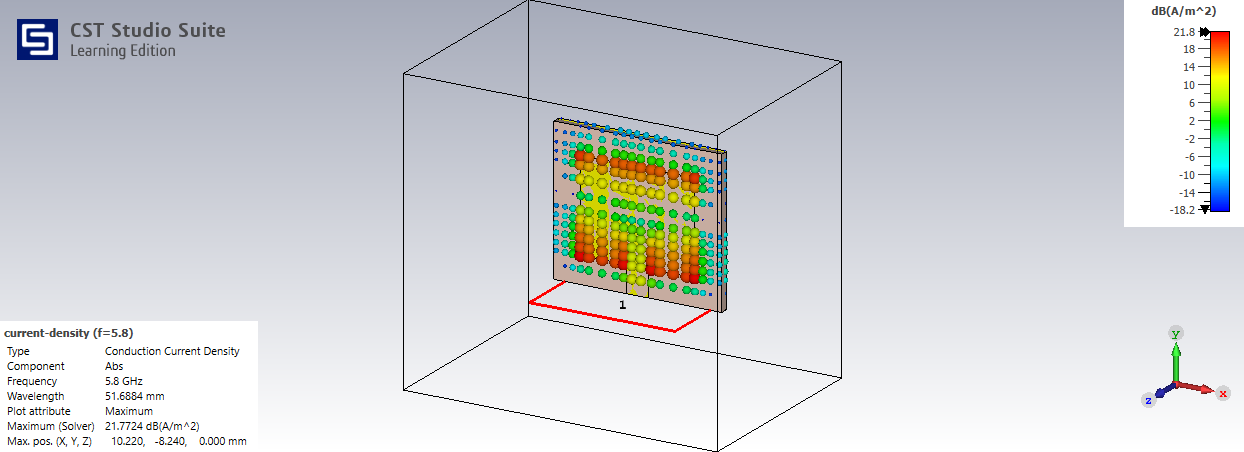 CST Studio Suite
Learning Edition
dB(A/m^2)
21.8
18
14
10
6
2
-2
-6
-10
-14
-18.2
1
current-density (f=5.8)
Type Conduction Current Density
Component Abs
Frequency 5.8 GHz
Wavelength 51.6884 mm
Plot attribute Maximum
Maximum (Solver) 21.7724 dB(A/m^2)
Max. pos. (X, Y, Z) 10.220, -8.240, 0.000 mm
y
x
z